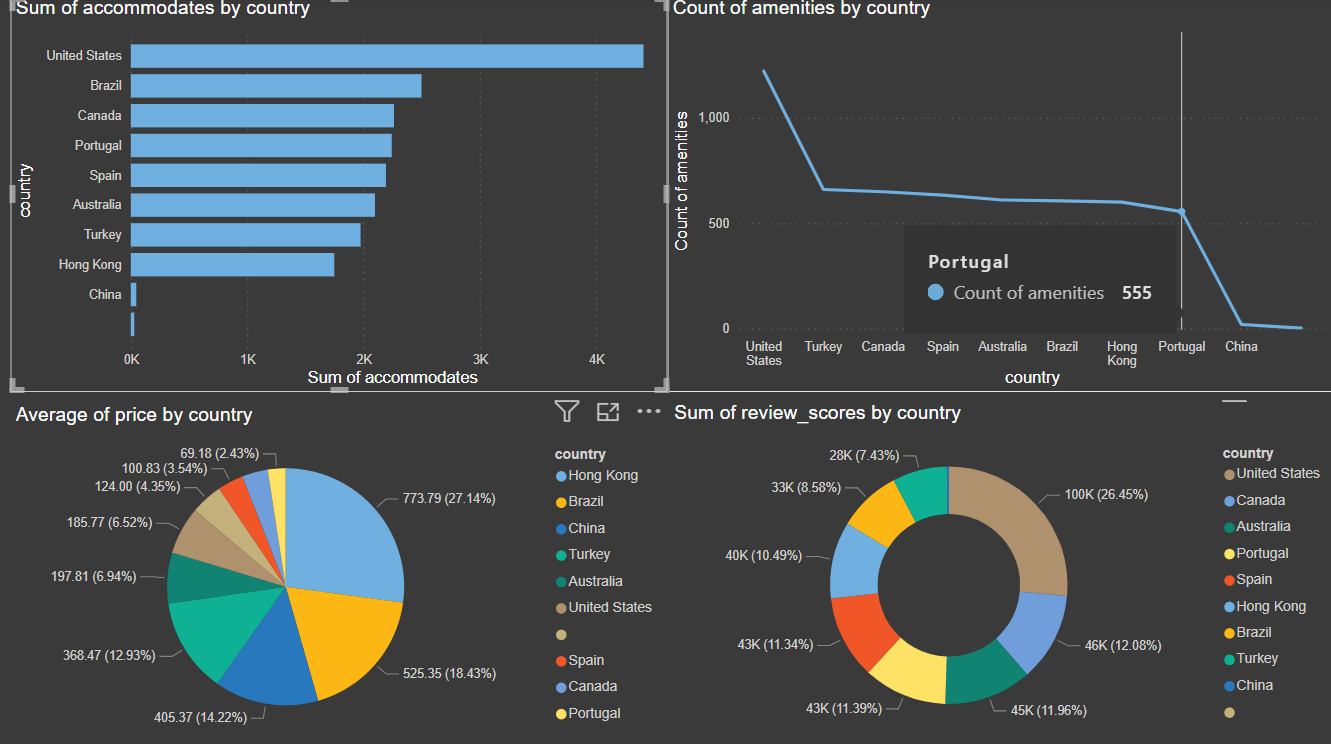 Sum of accommodates by country
country
United States
Brazil
Canada
Portugal
Spain
Australia
Turkey
Hong Kong
China
0K 1K 2K 3K 4K
Sum of accommodates
Count of amenities by country
Count of amenities
1,000
500
0
Portugal
Count of amenities 555
United States Turkey Canada Spain Australia Brazil Hong Kong Portugal China
country
Average of price by country
69.18 (2.43%)
100.83 (3.54%)
124.00 (4.35%)
185.77 (6.52%)
197.81 (6.94%)
368.47 (12.93%)
405.37 (14.22%)
773.79 (27.14%)
525.35 (18.43%)
country
Hong Kong
Brazil
China
Turkey
Australia
United States
Spain
Canada
Portugal
Sum of review_scores by country
28K (7.43%)
33K (8.58%)
40K (10.49%)
43K (11.34%)
43K (11.39%)
100K (26.45%)
46K (12.08%)
45K (11.96%)
country
United States
Canada
Australia
Portugal
Spain
Hong Kong
Brazil
Turkey
China